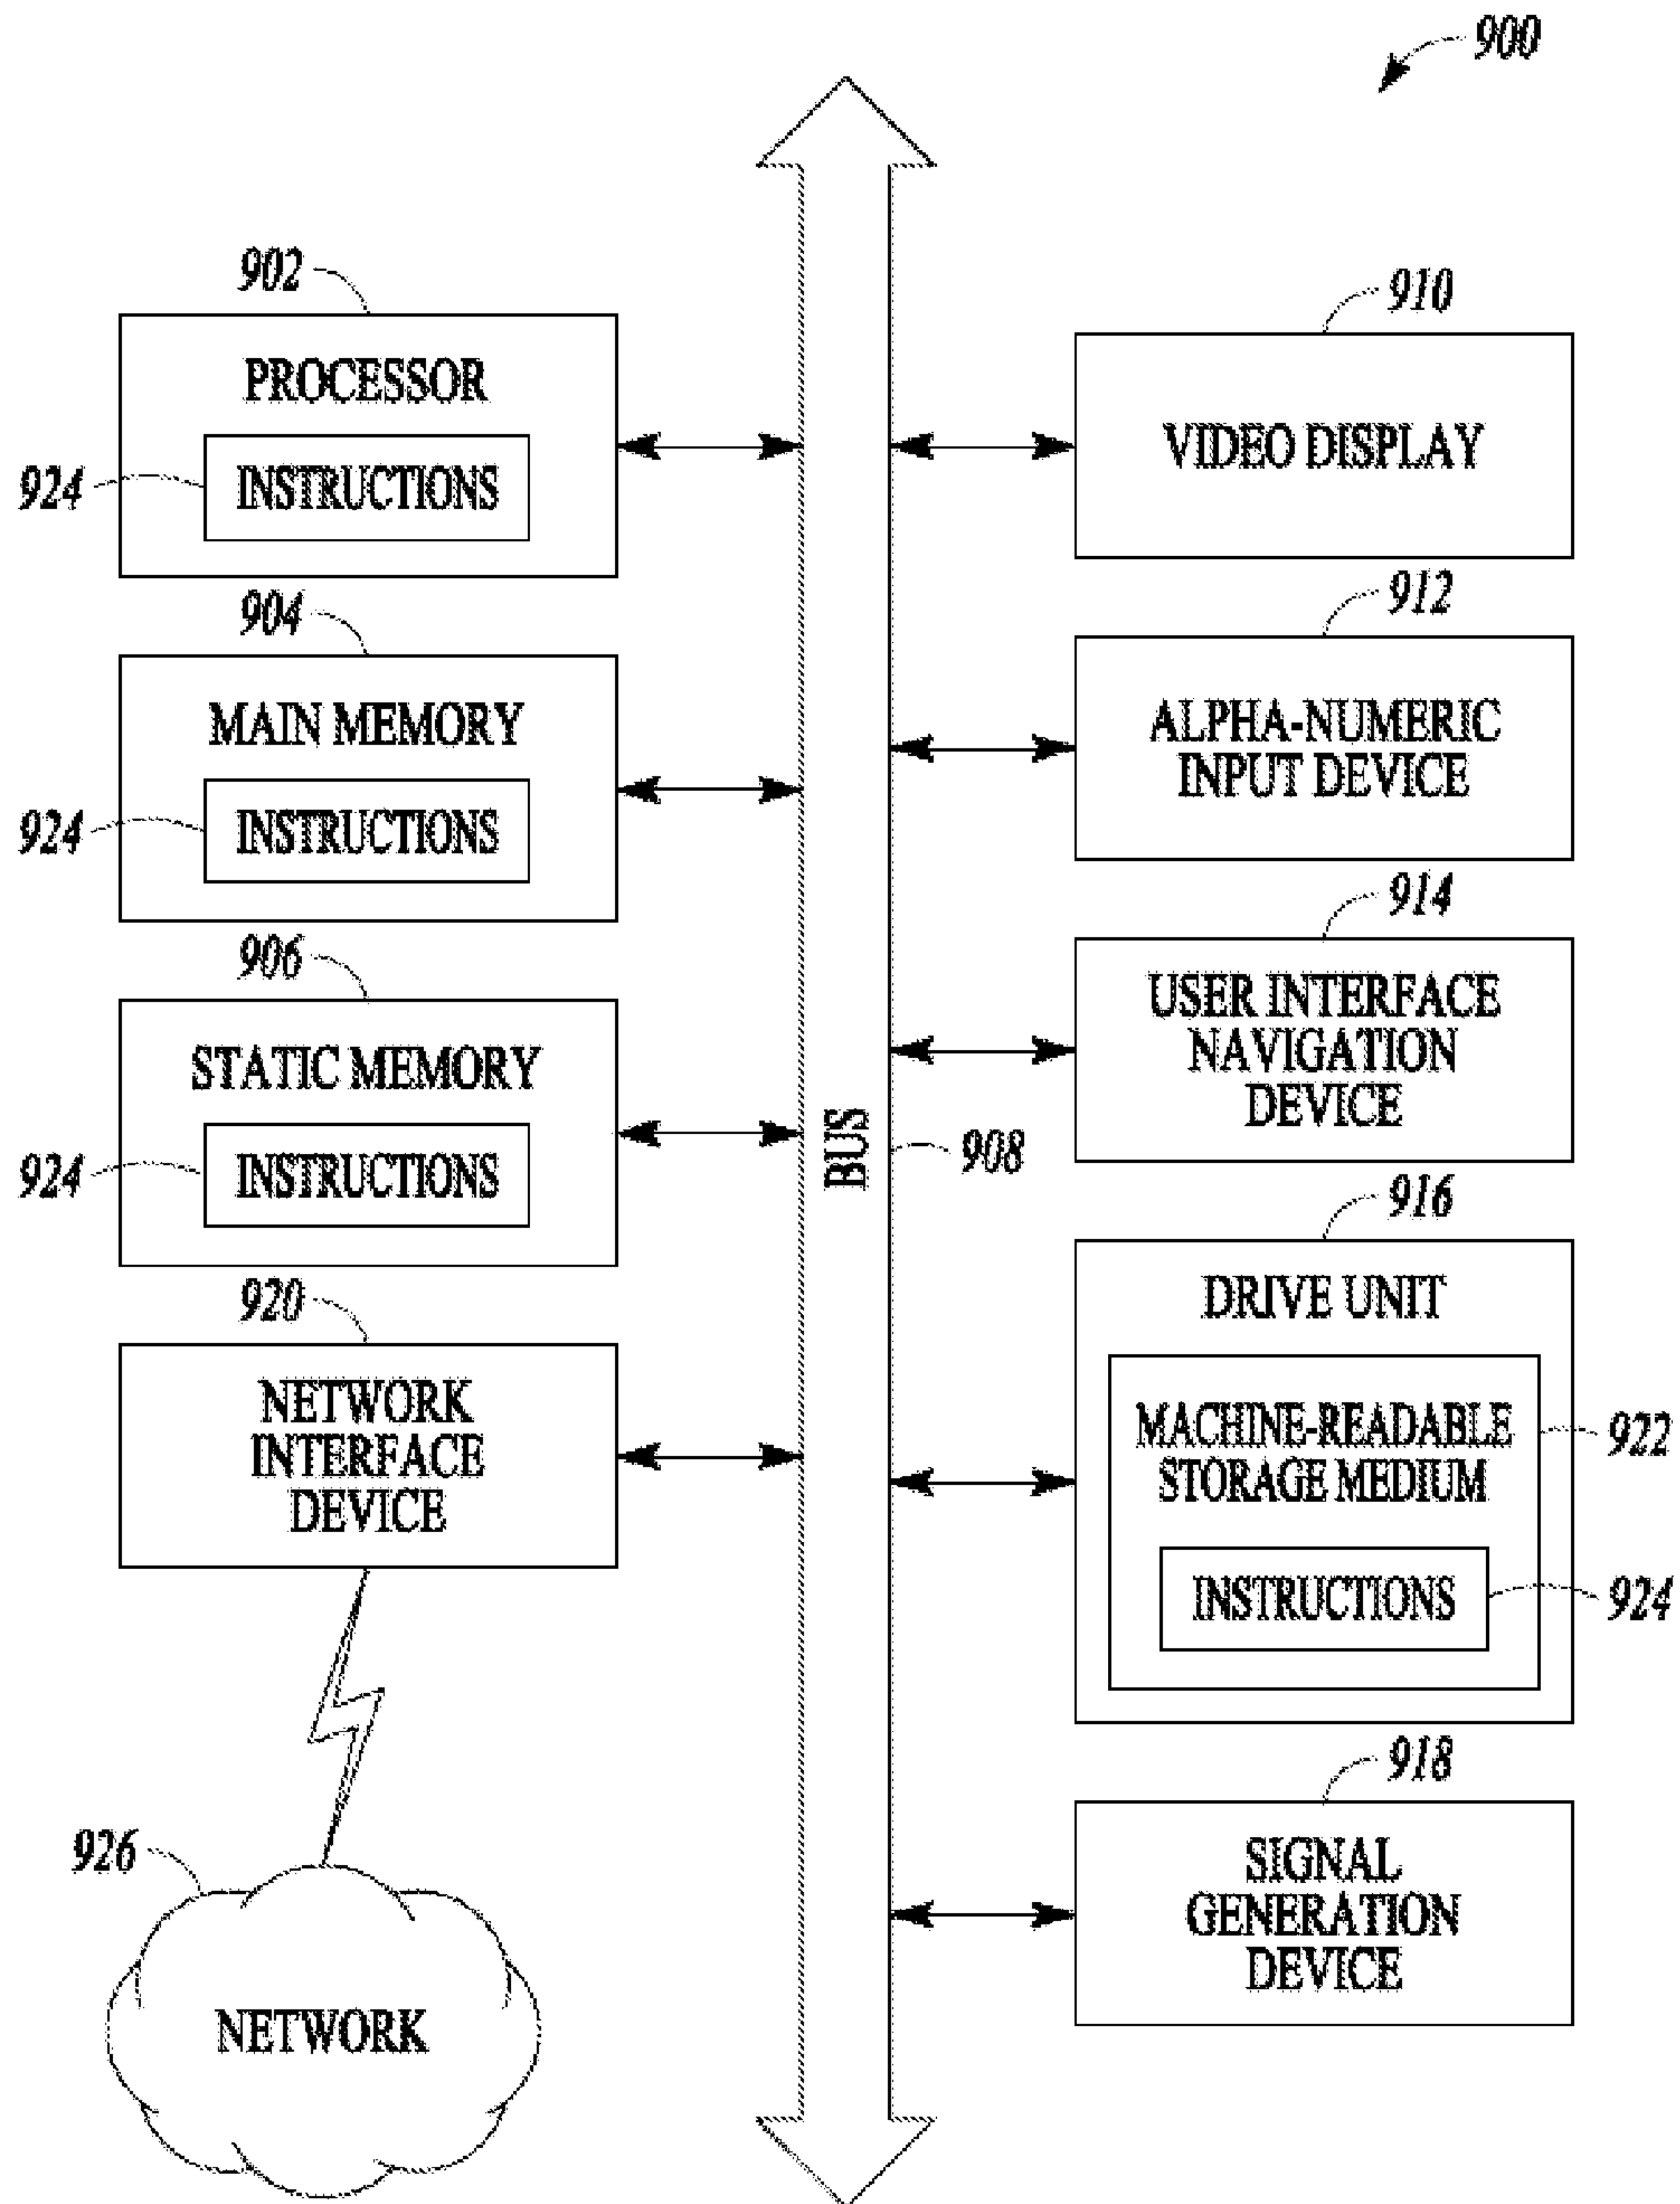 900
902
PROCESSOR
924
INSTRUCTIONS
904
MAIN MEMORY
924
INSTRUCTIONS
906
STATIC MEMORY
924
INSTRUCTIONS
920
NETWORK
INTERFACE
DEVICE
926
NETWORK
BUS
908
910
VIDEO DISPLAY
912
ALPHA-NUMERIC
INPUT DEVICE
914
USER INTERFACE
NAVIGATION
DEVICE
916
DRIVE UNIT
MACHINE-READABLE
STORAGE MEDIUM
922
INSTRUCTIONS
924
918
SIGNAL
GENERATION
DEVICE